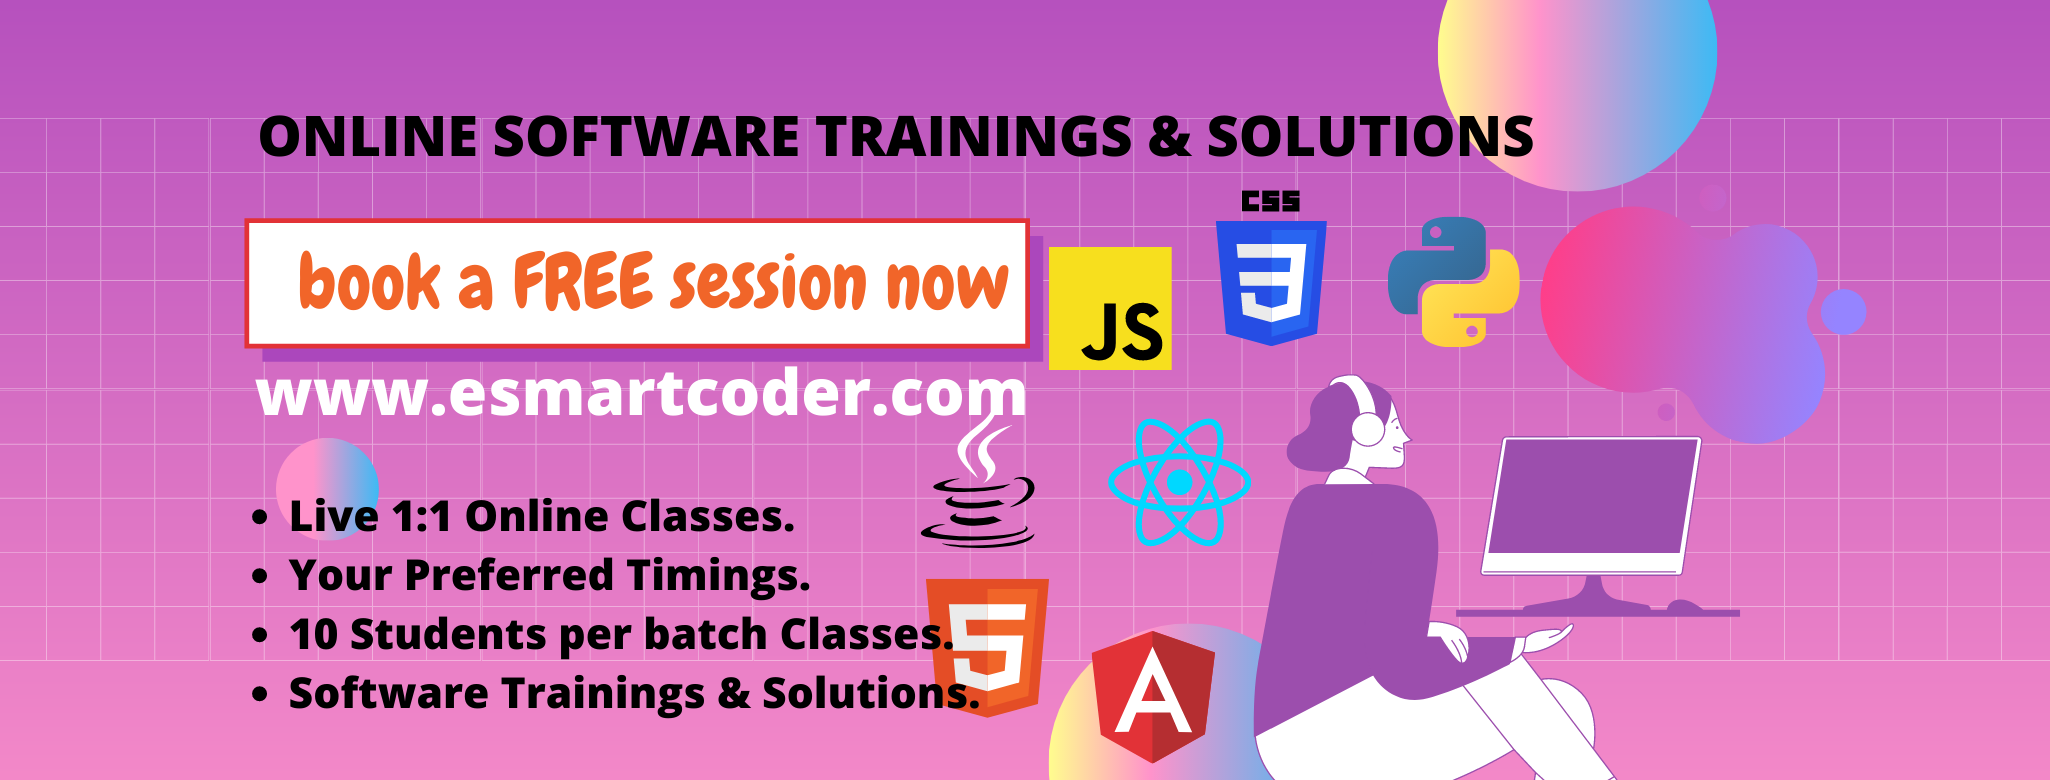 ONLINE SOFTWARE TRAININGS & SOLUTIONS
CSS
book a FREE session now
JS
www.esmartcoder.com
• Live 1:1 Online Classes.
• Your Preferred Timings.
• 10 Students per batch Classes.
• Software Trainings & Solutions.